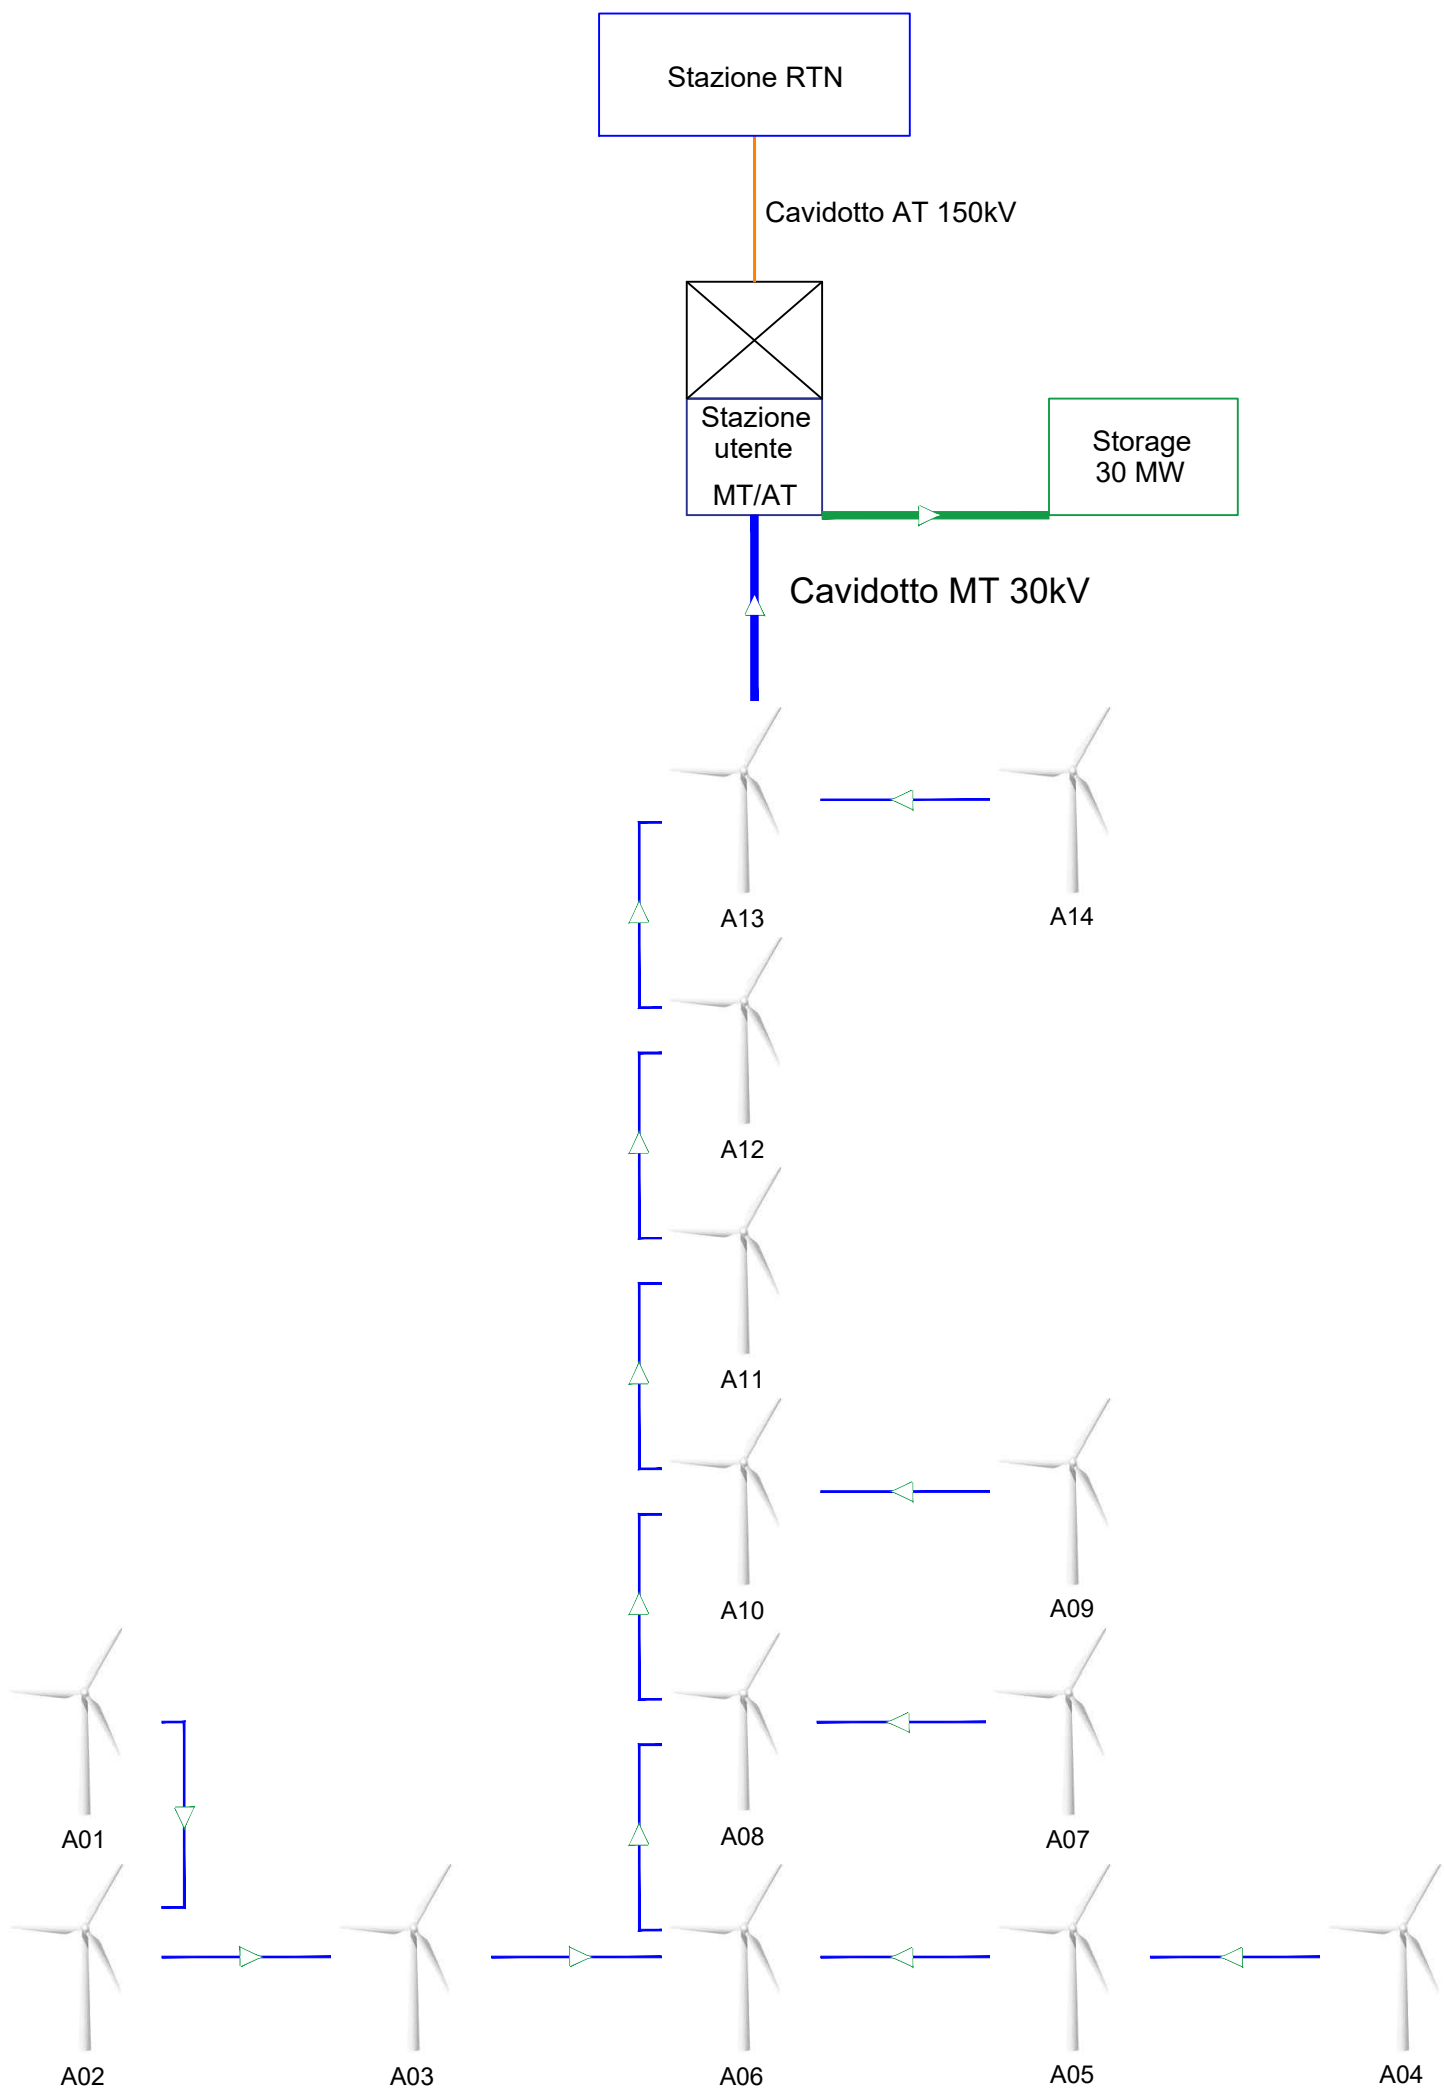 Stazione RTN
Cavidotto AT 150kV
Stazione
utente
MT/AT
Storage
30 MW
Cavidotto MT 30kV
A13
A14
A12
A11
A10
A09
A01
A08
A07
A02
A03
A06
A05
A04